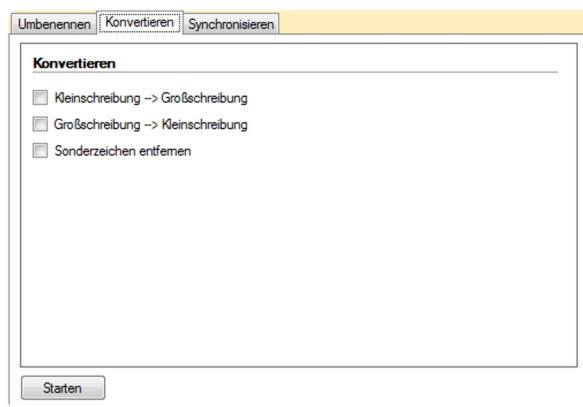 Umbenennen Konvertieren Synchronisieren
Konvertieren
Kleinschreibung --> Großschreibung
Großschreibung --> Kleinschreibung
Sonderzeichen entfernen
Starten